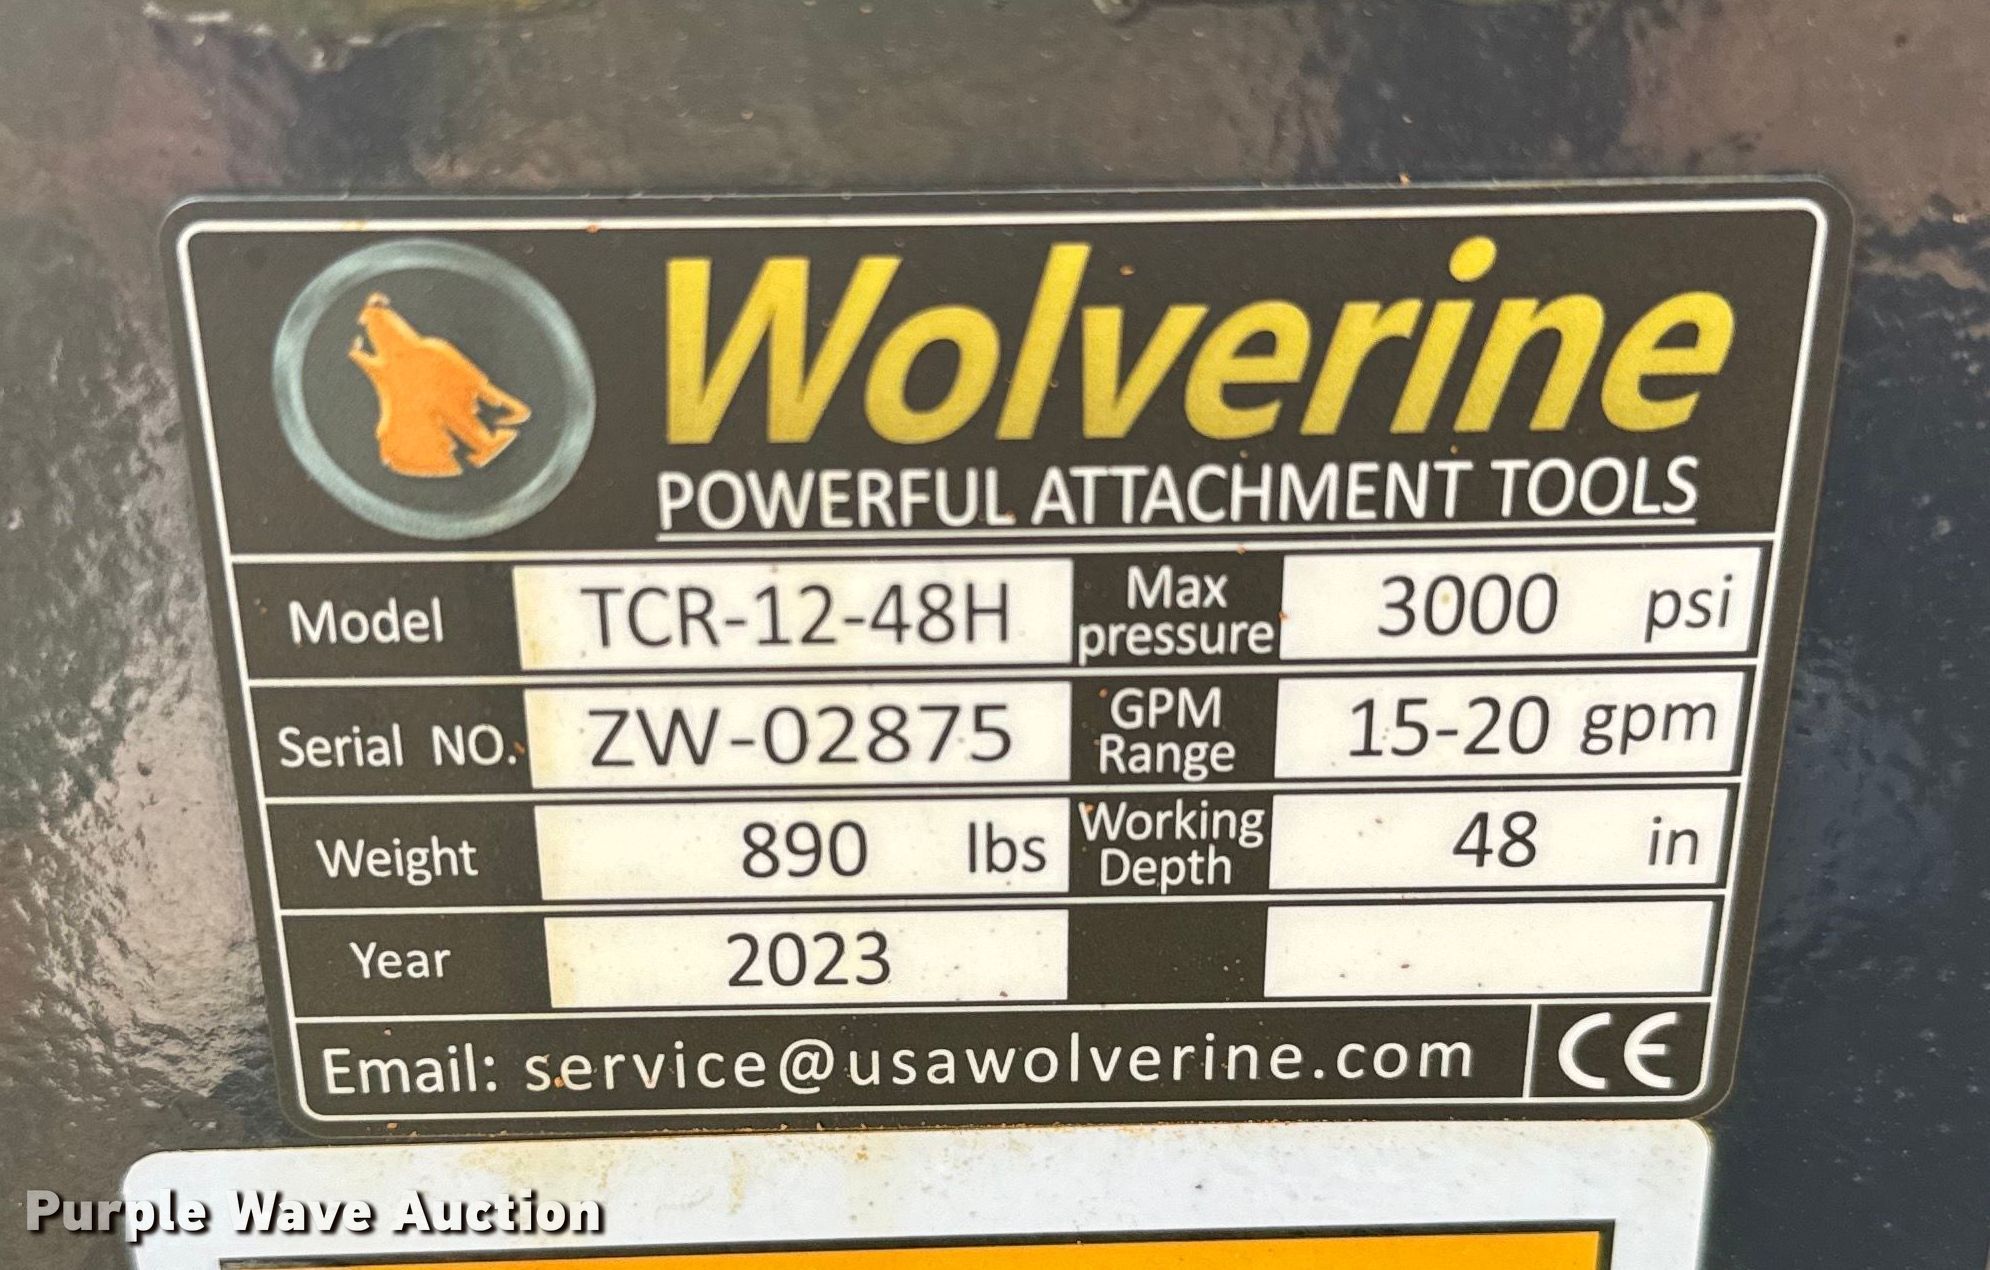 Wolverine
POWERFUL ATTACHMENT TOOLS
Model TCR-12-48H Max pressure 3000 psi
Serial NO. ZW-02875 GPM Range 15-20 gpm
Weight 890 lbs Working Depth 48 in
Year 2023
Email: service@usawolverine.com CE
Purple Wave Auction